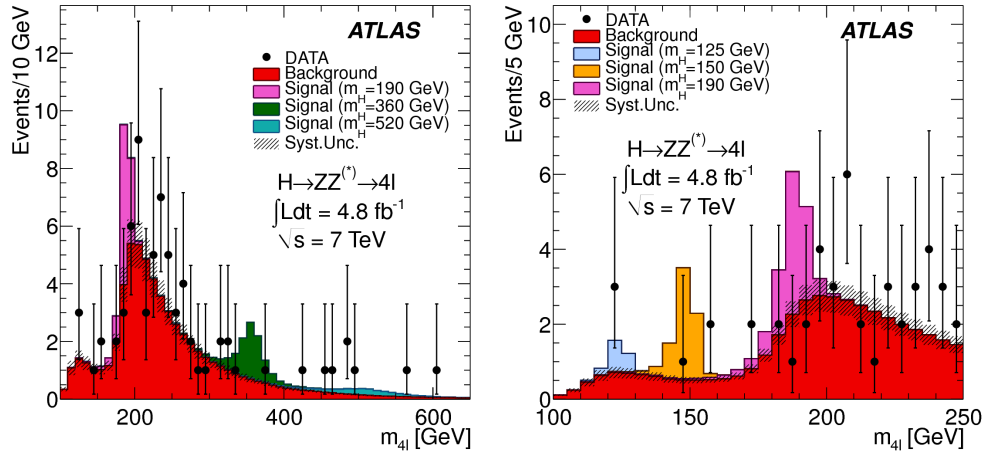 ATLAS
Events/10 GeV
DATA
Background
Signal (m_H=190 GeV)
Signal (m_H=360 GeV)
Signal (m_H=520 GeV)
Syst.Unc.
H→ZZ(*)→4l
∫Ldt = 4.8 fb-1
√s = 7 TeV
12
10
8
6
4
2
0
200
400
600
m4l [GeV]
ATLAS
Events/5 GeV
DATA
Background
Signal (m_H=125 GeV)
Signal (m_H=150 GeV)
Signal (m_H=190 GeV)
Syst.Unc.
H→ZZ(*)→4l
∫Ldt = 4.8 fb-1
√s = 7 TeV
10
8
6
4
2
0
100
150
200
250
m4l [GeV]